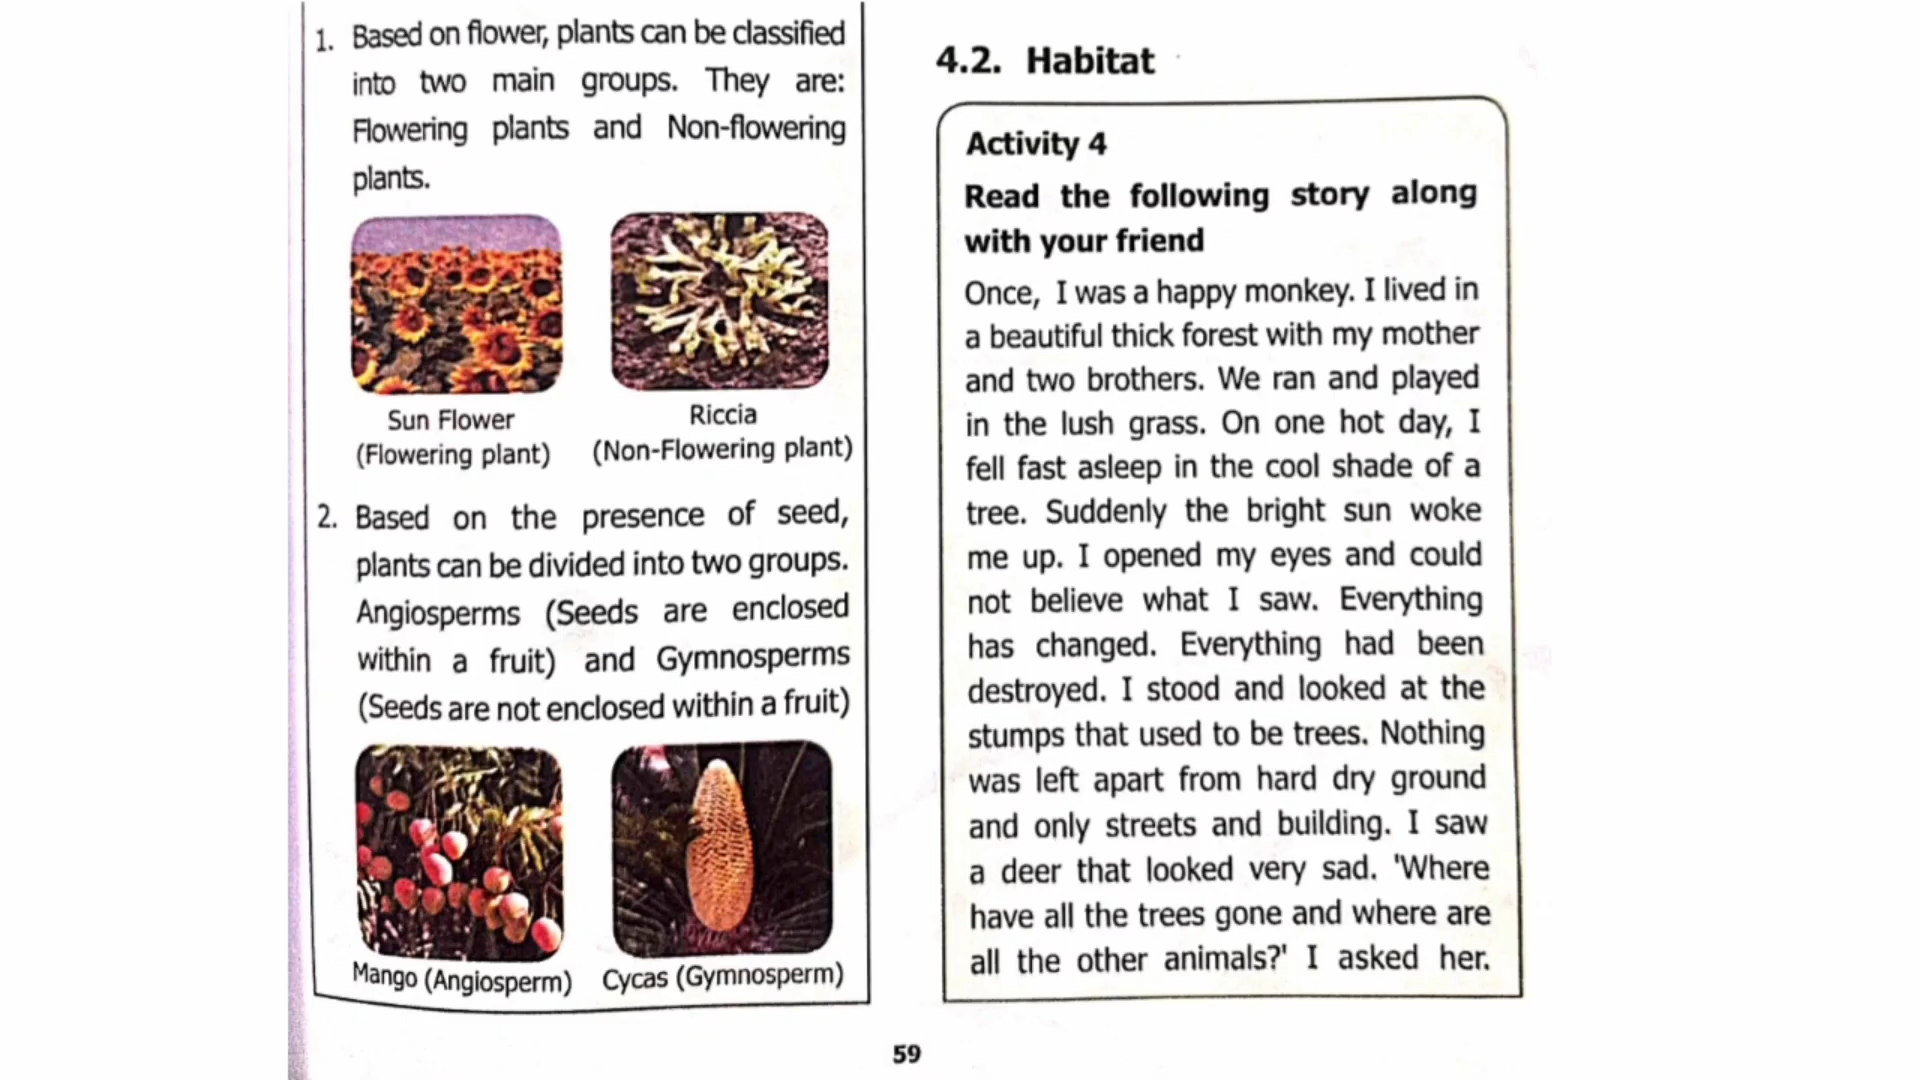 1. Based on flower, plants can be classified
into two main groups. They are:
Flowering plants and Non-flowering
plants.
Sun Flower
(Flowering plant)
Riccia
(Non-Flowering plant)
2. Based on the presence of seed,
plants can be divided into two groups.
Angiosperms (Seeds are enclosed
within a fruit) and Gymnosperms
(Seeds are not enclosed within a fruit)
Mango (Angiosperm)
Cycas (Gymnosperm)
4.2. Habitat
Activity 4
Read the following story along
with your friend
Once, I was a happy monkey. I lived in
a beautiful thick forest with my mother
and two brothers. We ran and played
in the lush grass. On one hot day, I
fell fast asleep in the cool shade of a
tree. Suddenly the bright sun woke
me up. I opened my eyes and could
not believe what I saw. Everything
has changed. Everything had been
destroyed. I stood and looked at the
stumps that used to be trees. Nothing
was left apart from hard dry ground
and only streets and building. I saw
a deer that looked very sad. 'Where
have all the trees gone and where are
all the other animals?' I asked her.
59